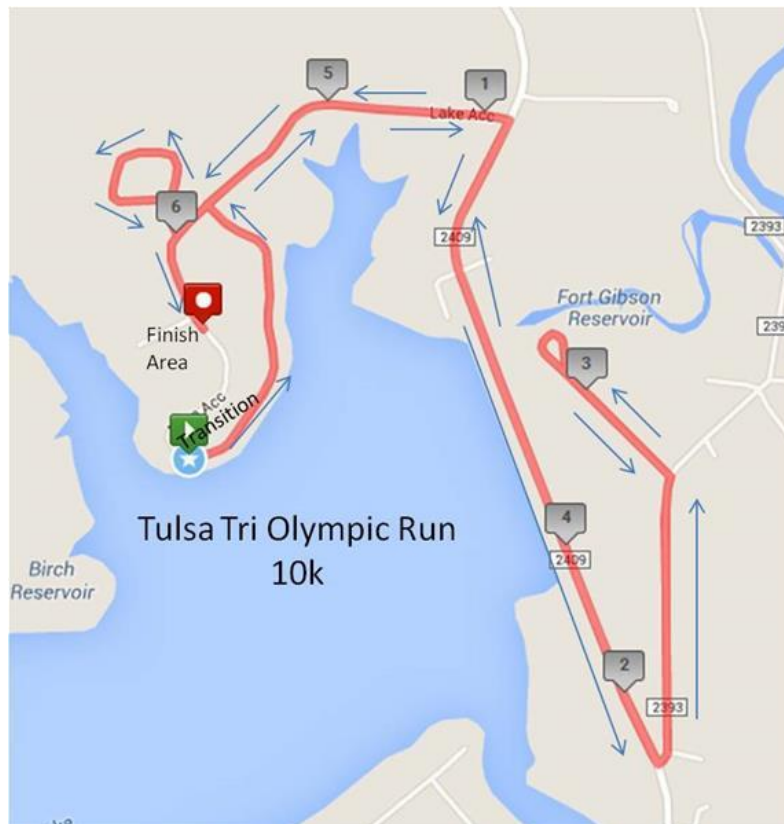 5
1
Lake Acc
6
2409
2393
Fort Gibson
Reservoir
3
Finish
Area
Acc
Transition
4
2409
Tulsa Tri Olympic Run
10k
Birch
Reservoir
2
2393